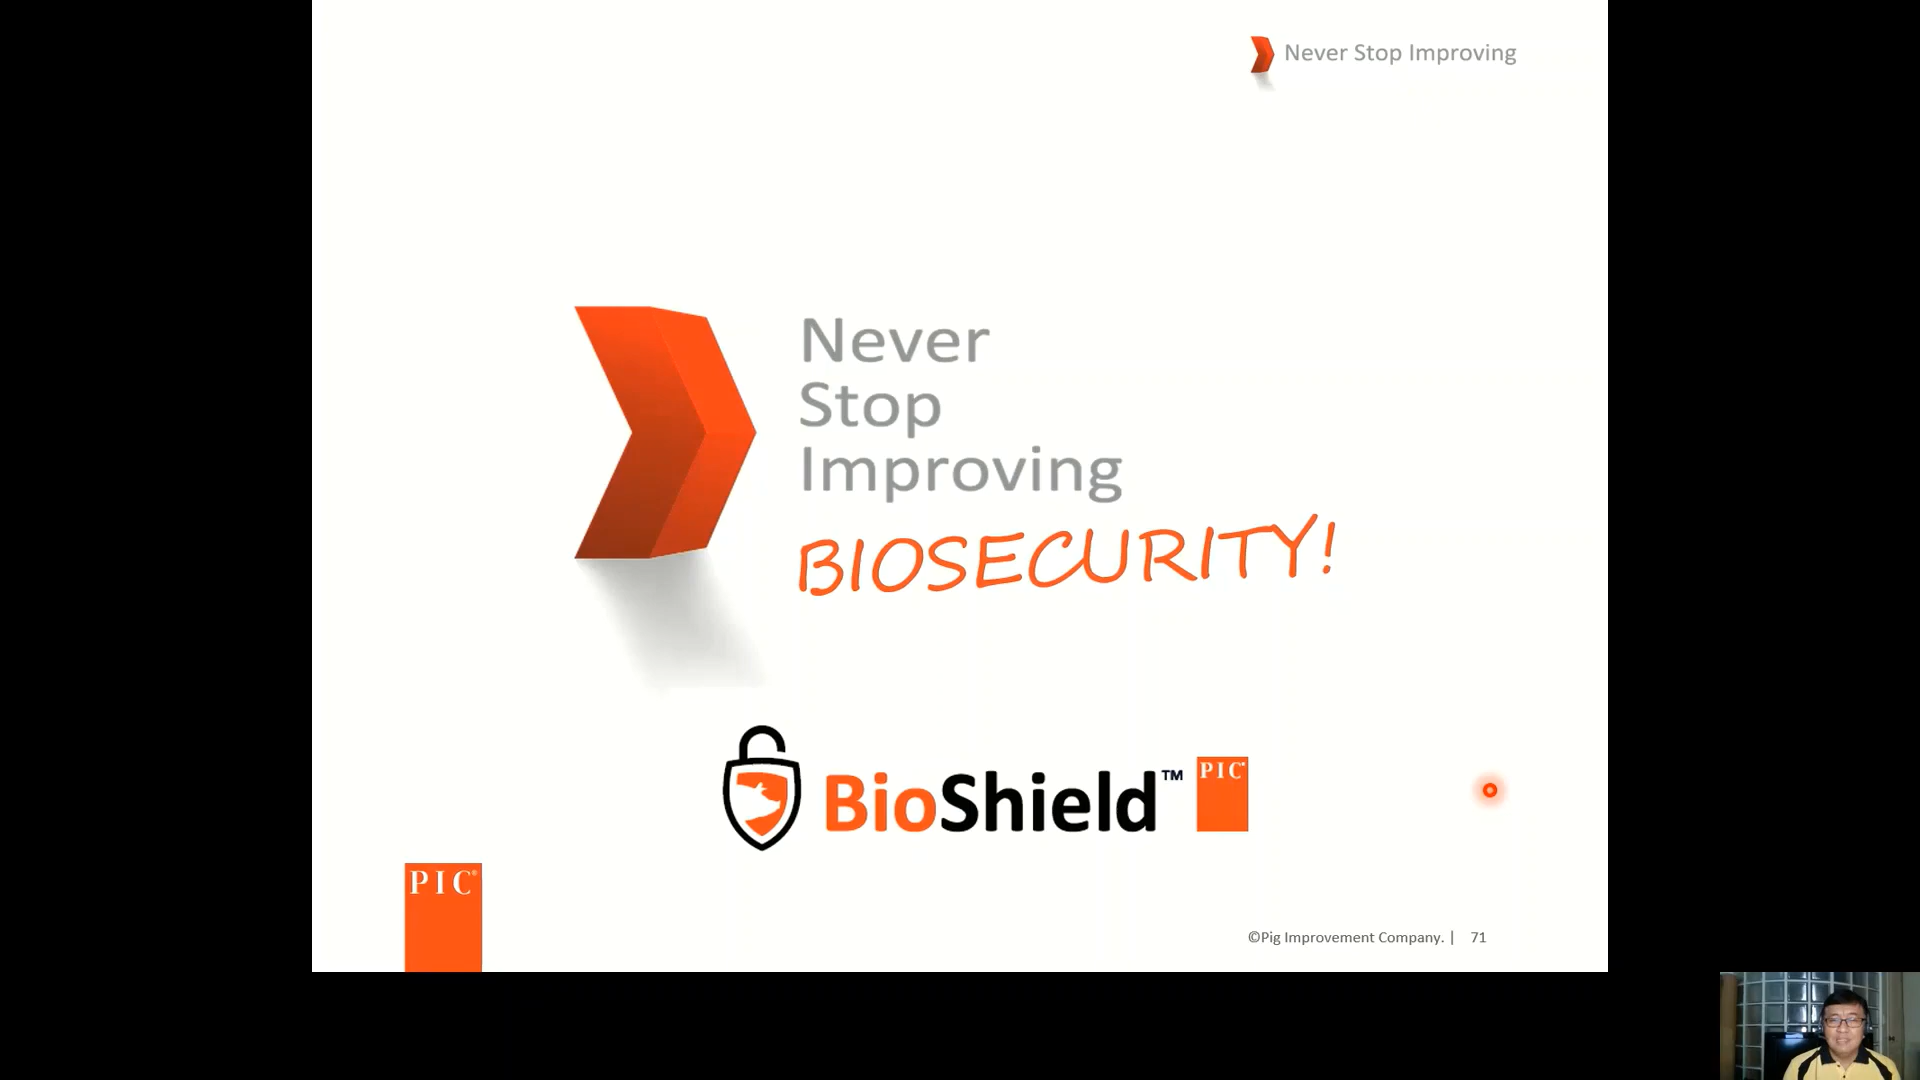 Never Stop Improving
Never
Stop
Improving
BIOSECURITY!
BioShield™ PIC®
PIC®
©Pig Improvement Company. | 71